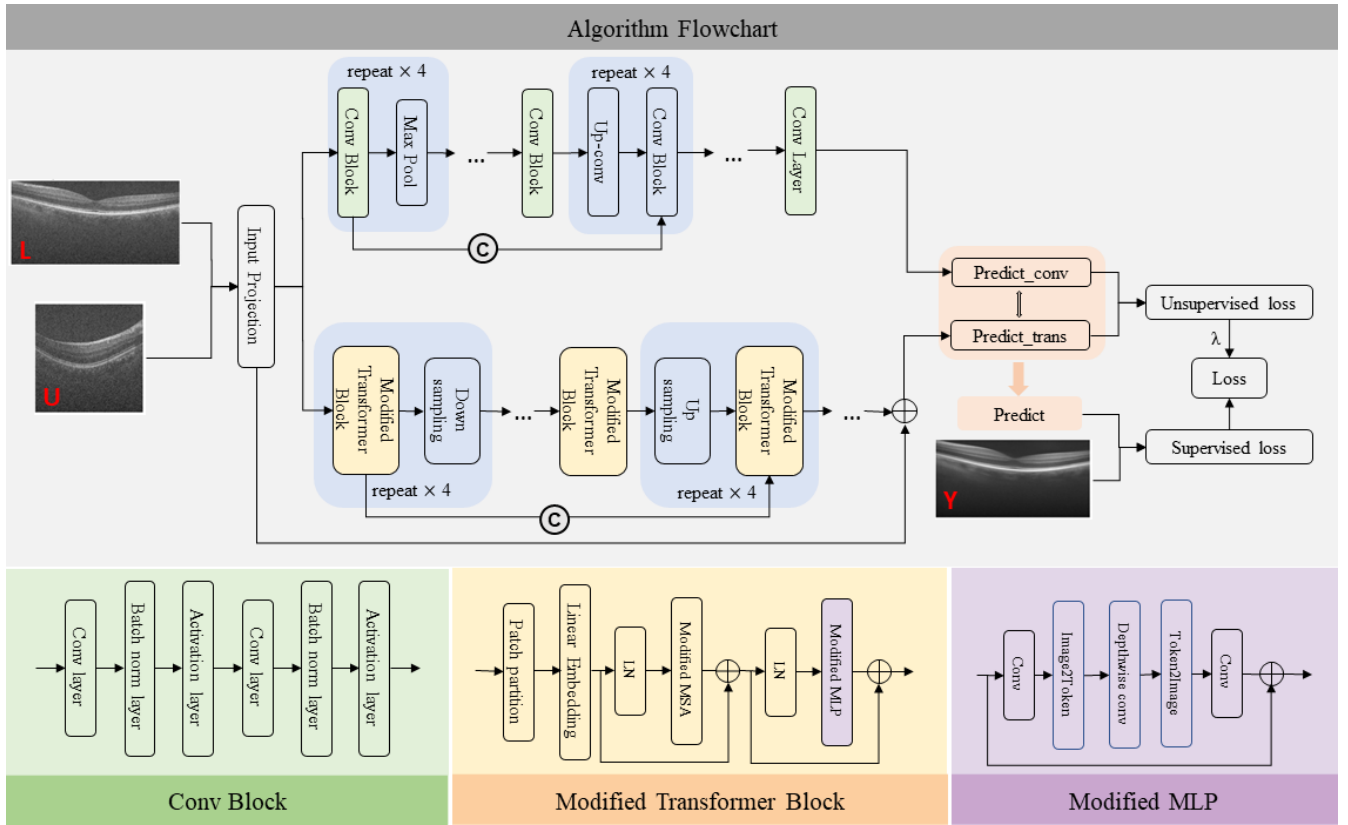 Algorithm Flowchart
repeat × 4
Conv Block
Max Pool
...
Conv Block
repeat × 4
Up-conv
Conv Block
...
Conv Layer
C
L
U
Input Projection
Modified
Transformer
Block
Down
sampling
repeat × 4
...
Modified
Transformer
Block
Up
sampling
Modified
Transformer
Block
repeat × 4
...
C
Predict_conv
Predict_trans
Predict
Y
Unsupervised loss
λ
Loss
Supervised loss
Conv layer
Batch norm layer
Activation layer
Conv layer
Batch norm layer
Activation layer
Conv Block
Patch partition
Linear Embedding
LN
Modified MSA
LN
Modified MLP
Modified Transformer Block
Conv
Image2Token
Depthwise conv
Token2Image
Conv
Modified MLP